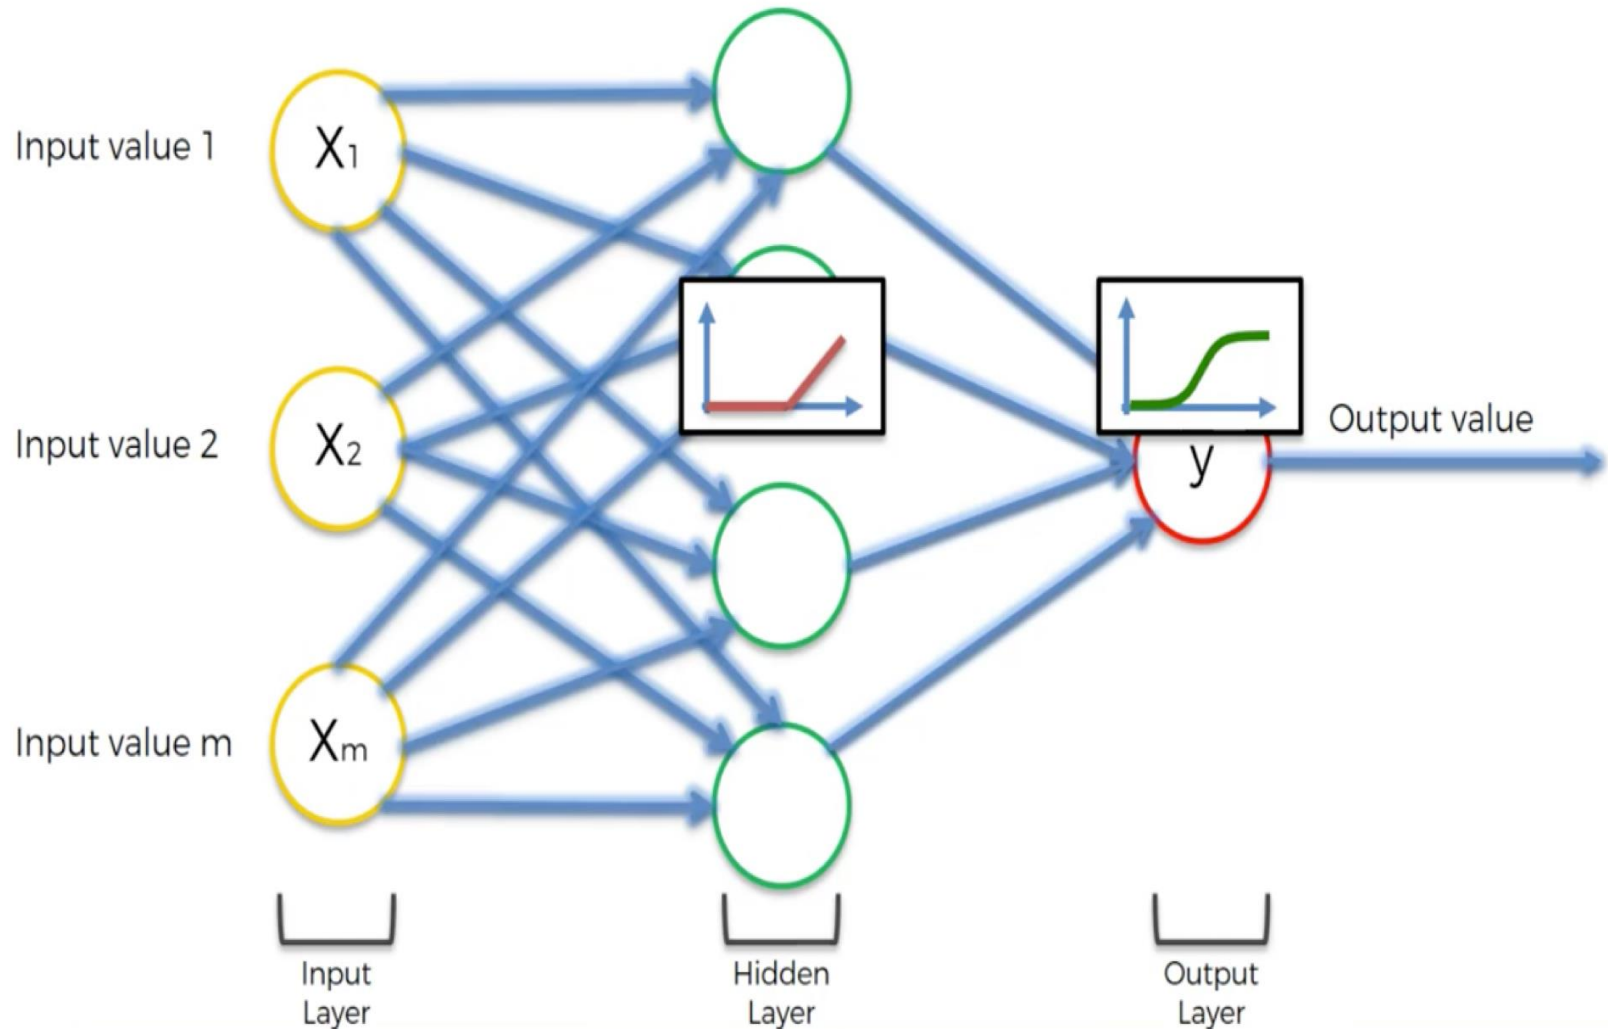 Input value 1
X1
Input value 2
X2
Input value m
Xm
y
Output value
Input
Layer
Hidden
Layer
Output
Layer